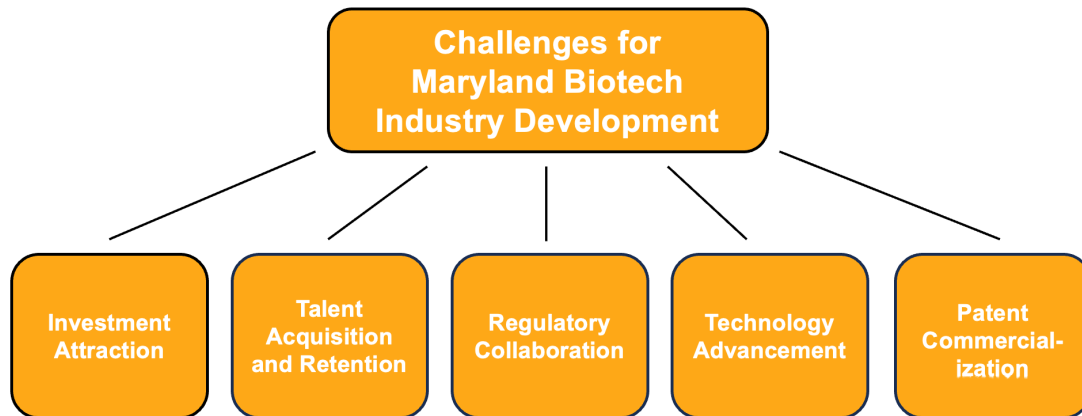 Challenges for
Maryland Biotech
Industry Development
Investment
Attraction
Talent
Acquisition
and Retention
Regulatory
Collaboration
Technology
Advancement
Patent
Commercial-
ization